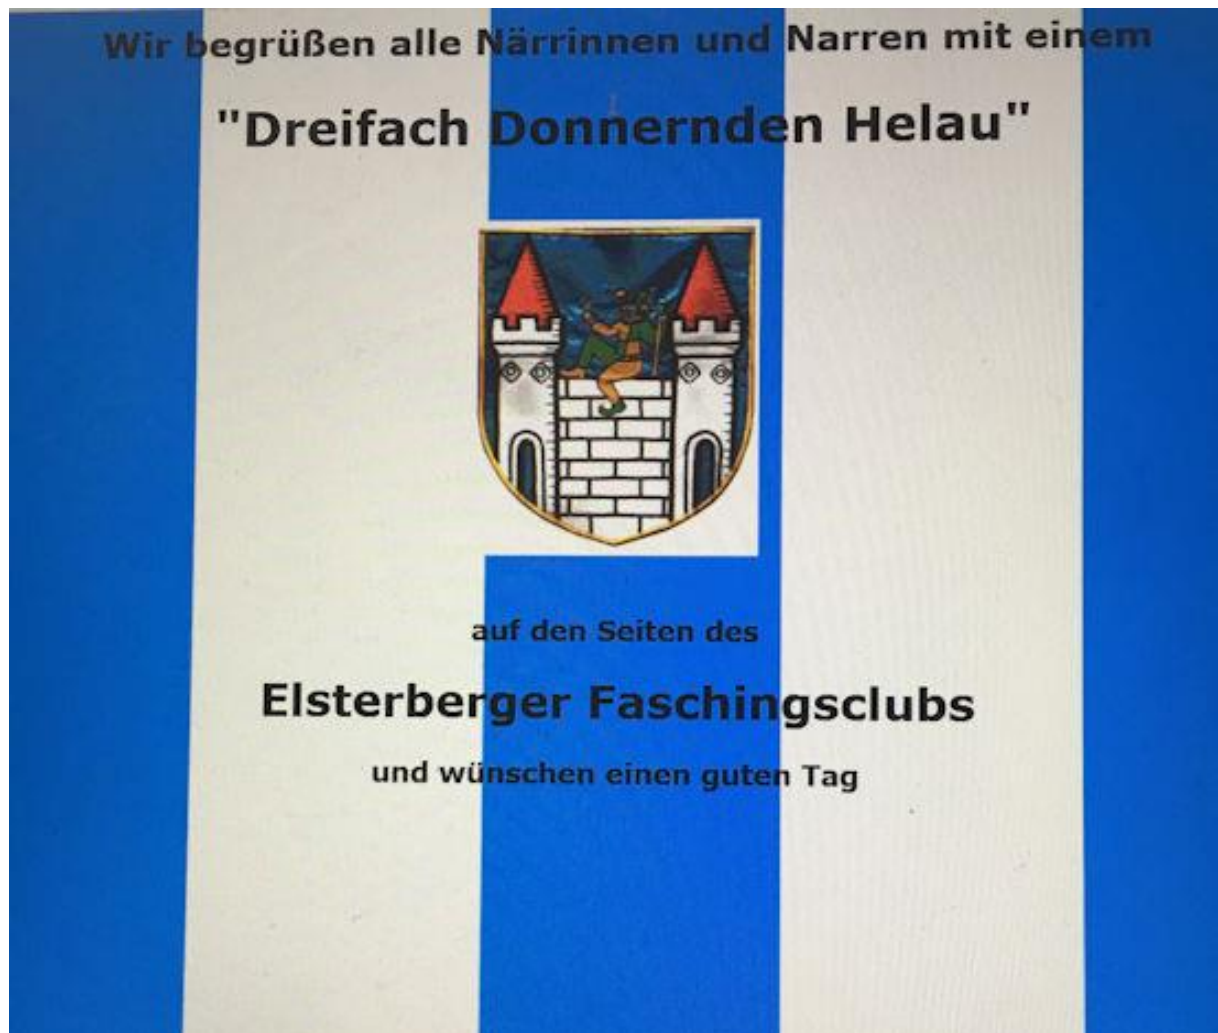 Wir begrüßen alle Närrinnen und Narren mit einem
"Dreifach Donnernden Helau"
auf den Seiten des
Elsterberger Faschingsclubs
und wünschen einen guten Tag